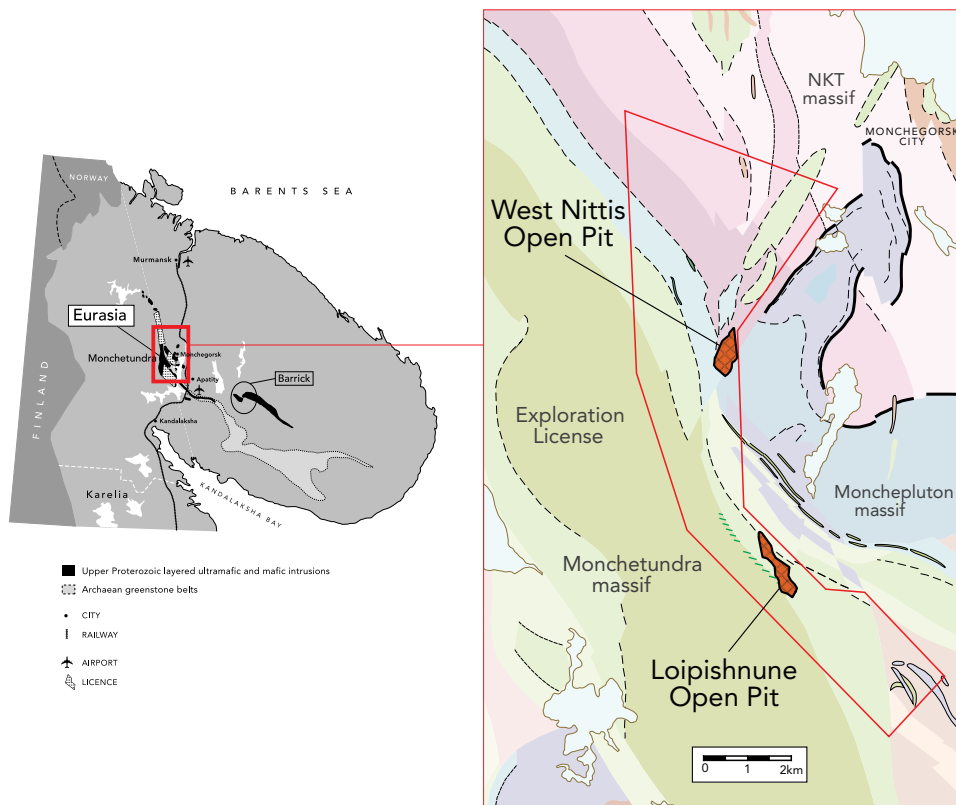 NORWAY
BARENTS SEA
Murmansk
Eurasia
Monchetundra
Monchegorsk
Apatity
Barrick
FINLAND
Kandalaksha
KANDALAKSHA BAY
Karelia
Upper Proterozoic layered ultramafic and mafic intrusions
Archaean greenstone belts
CITY
RAILWAY
AIRPORT
LICENCE
NKT
massif
MONCHEGORSK
CITY
West Nittis
Open Pit
Exploration
License
Monchepluton
massif
Monchetundra
massif
Loipishnune
Open Pit
0 1 2km